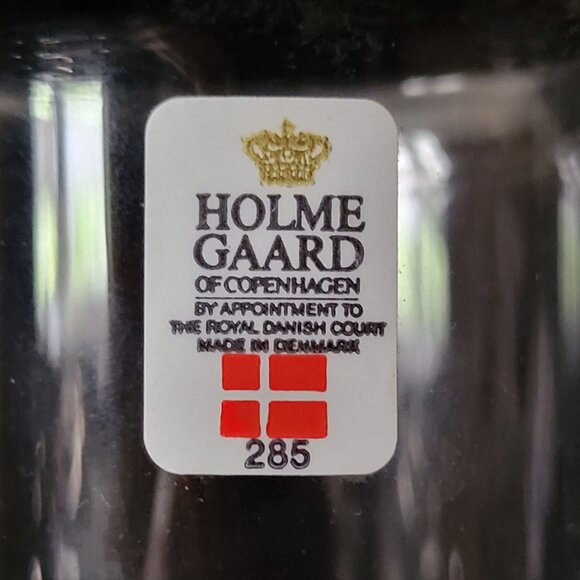 HOLME
GAARD
OF COPENHAGEN
BY APPOINTMENT TO
THE ROYAL DANISH COURT
MADE IN DENMARK
285